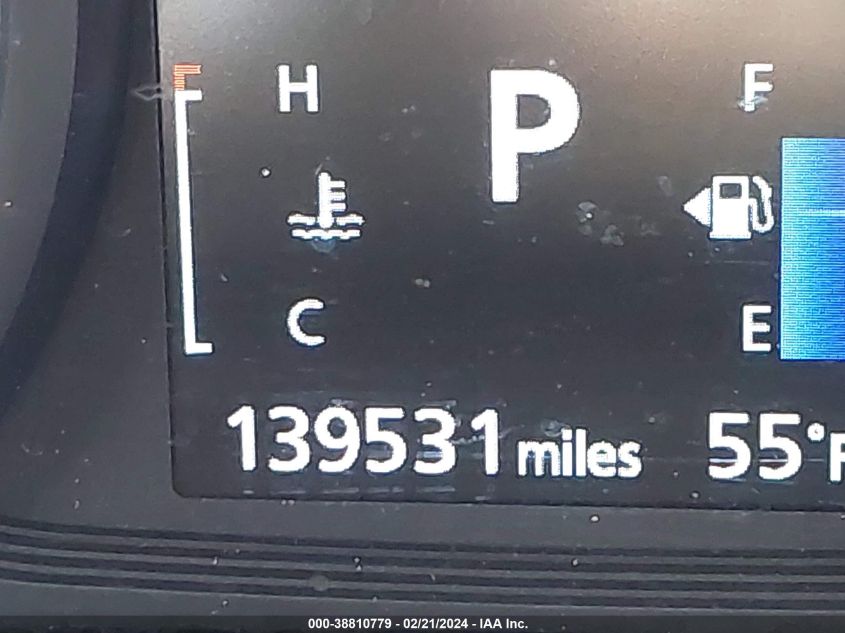 H P F
C E
139531 miles 55°F
000-38810779 - 02/21/2024 - IAA Inc.